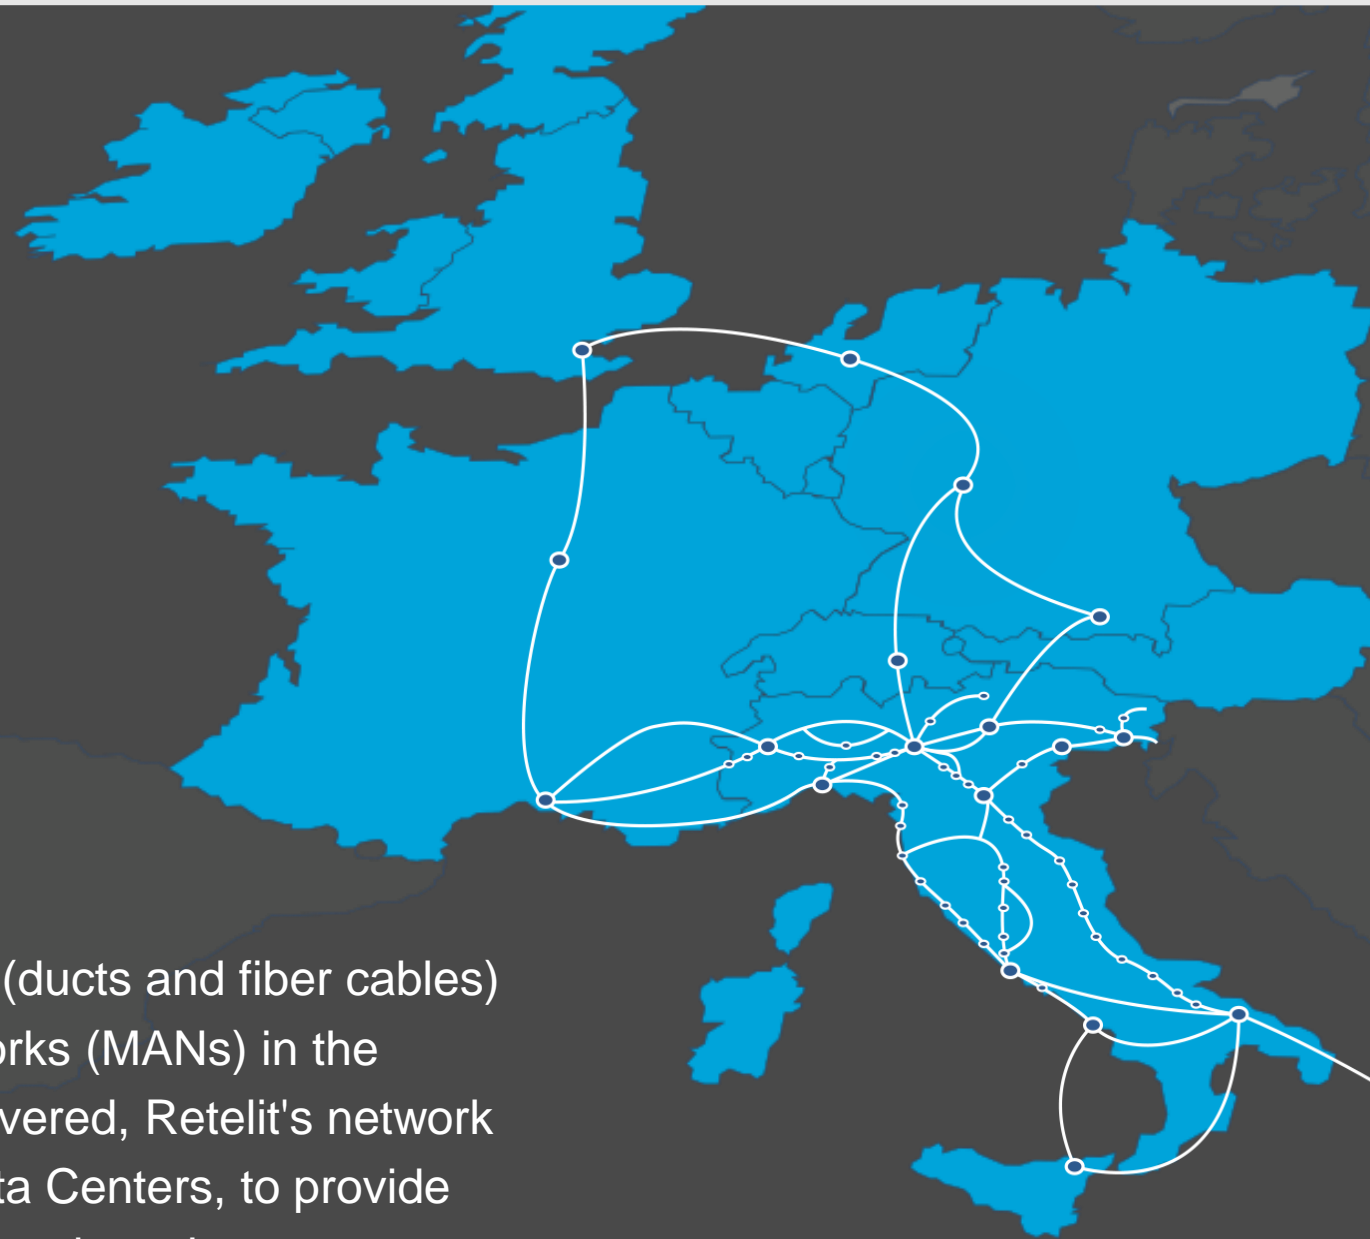 (ducts and fiber cables)
orks (MANs) in the
vered, Retelit's network
ta Centers, to provide